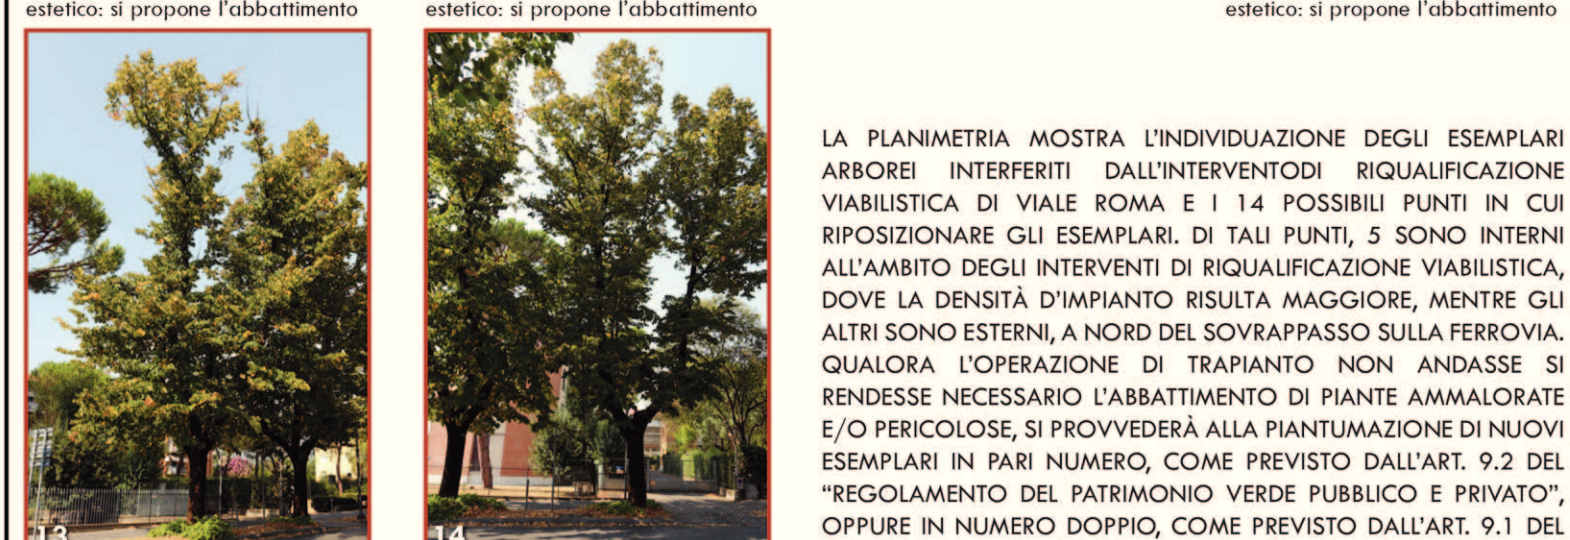 estetico: si propone l'abbattimento
estetico: si propone l'abbattimento
estetico: si propone l'abbattimento
13
14
LA PLANIMETRIA MOSTRA L'INDIVIDUAZIONE DEGLI ESEMPLARI
ARBOREI INTERFERITI DALL'INTERVENTODI RIQUALIFICAZIONE
VIABILISTICA DI VIALE ROMA E I 14 POSSIBILI PUNTI IN CUI
RIPOSIZIONARE GLI ESEMPLARI. DI TALI PUNTI, 5 SONO INTERNI
ALL'AMBITO DEGLI INTERVENTI DI RIQUALIFICAZIONE VIABILISTICA,
DOVE LA DENSITÀ D'IMPIANTO RISULTA MAGGIORE, MENTRE GLI
ALTRI SONO ESTERNI, A NORD DEL SOVRAPPASSO SULLA FERROVIA.
QUALORA L'OPERAZIONE DI TRAPIANTO NON ANDASSE SI
RENDESSE NECESSARIO L'ABBATTIMENTO DI PIANTE AMMALORATE
E/O PERICOLOSE, SI PROVVEDERÀ ALLA PIANTUMAZIONE DI NUOVI
ESEMPLARI IN PARI NUMERO, COME PREVISTO DALL'ART. 9.2 DEL
“REGOLAMENTO DEL PATRIMONIO VERDE PUBBLICO E PRIVATO”,
OPPURE IN NUMERO DOPPIO, COME PREVISTO DALL'ART. 9.1 DEL